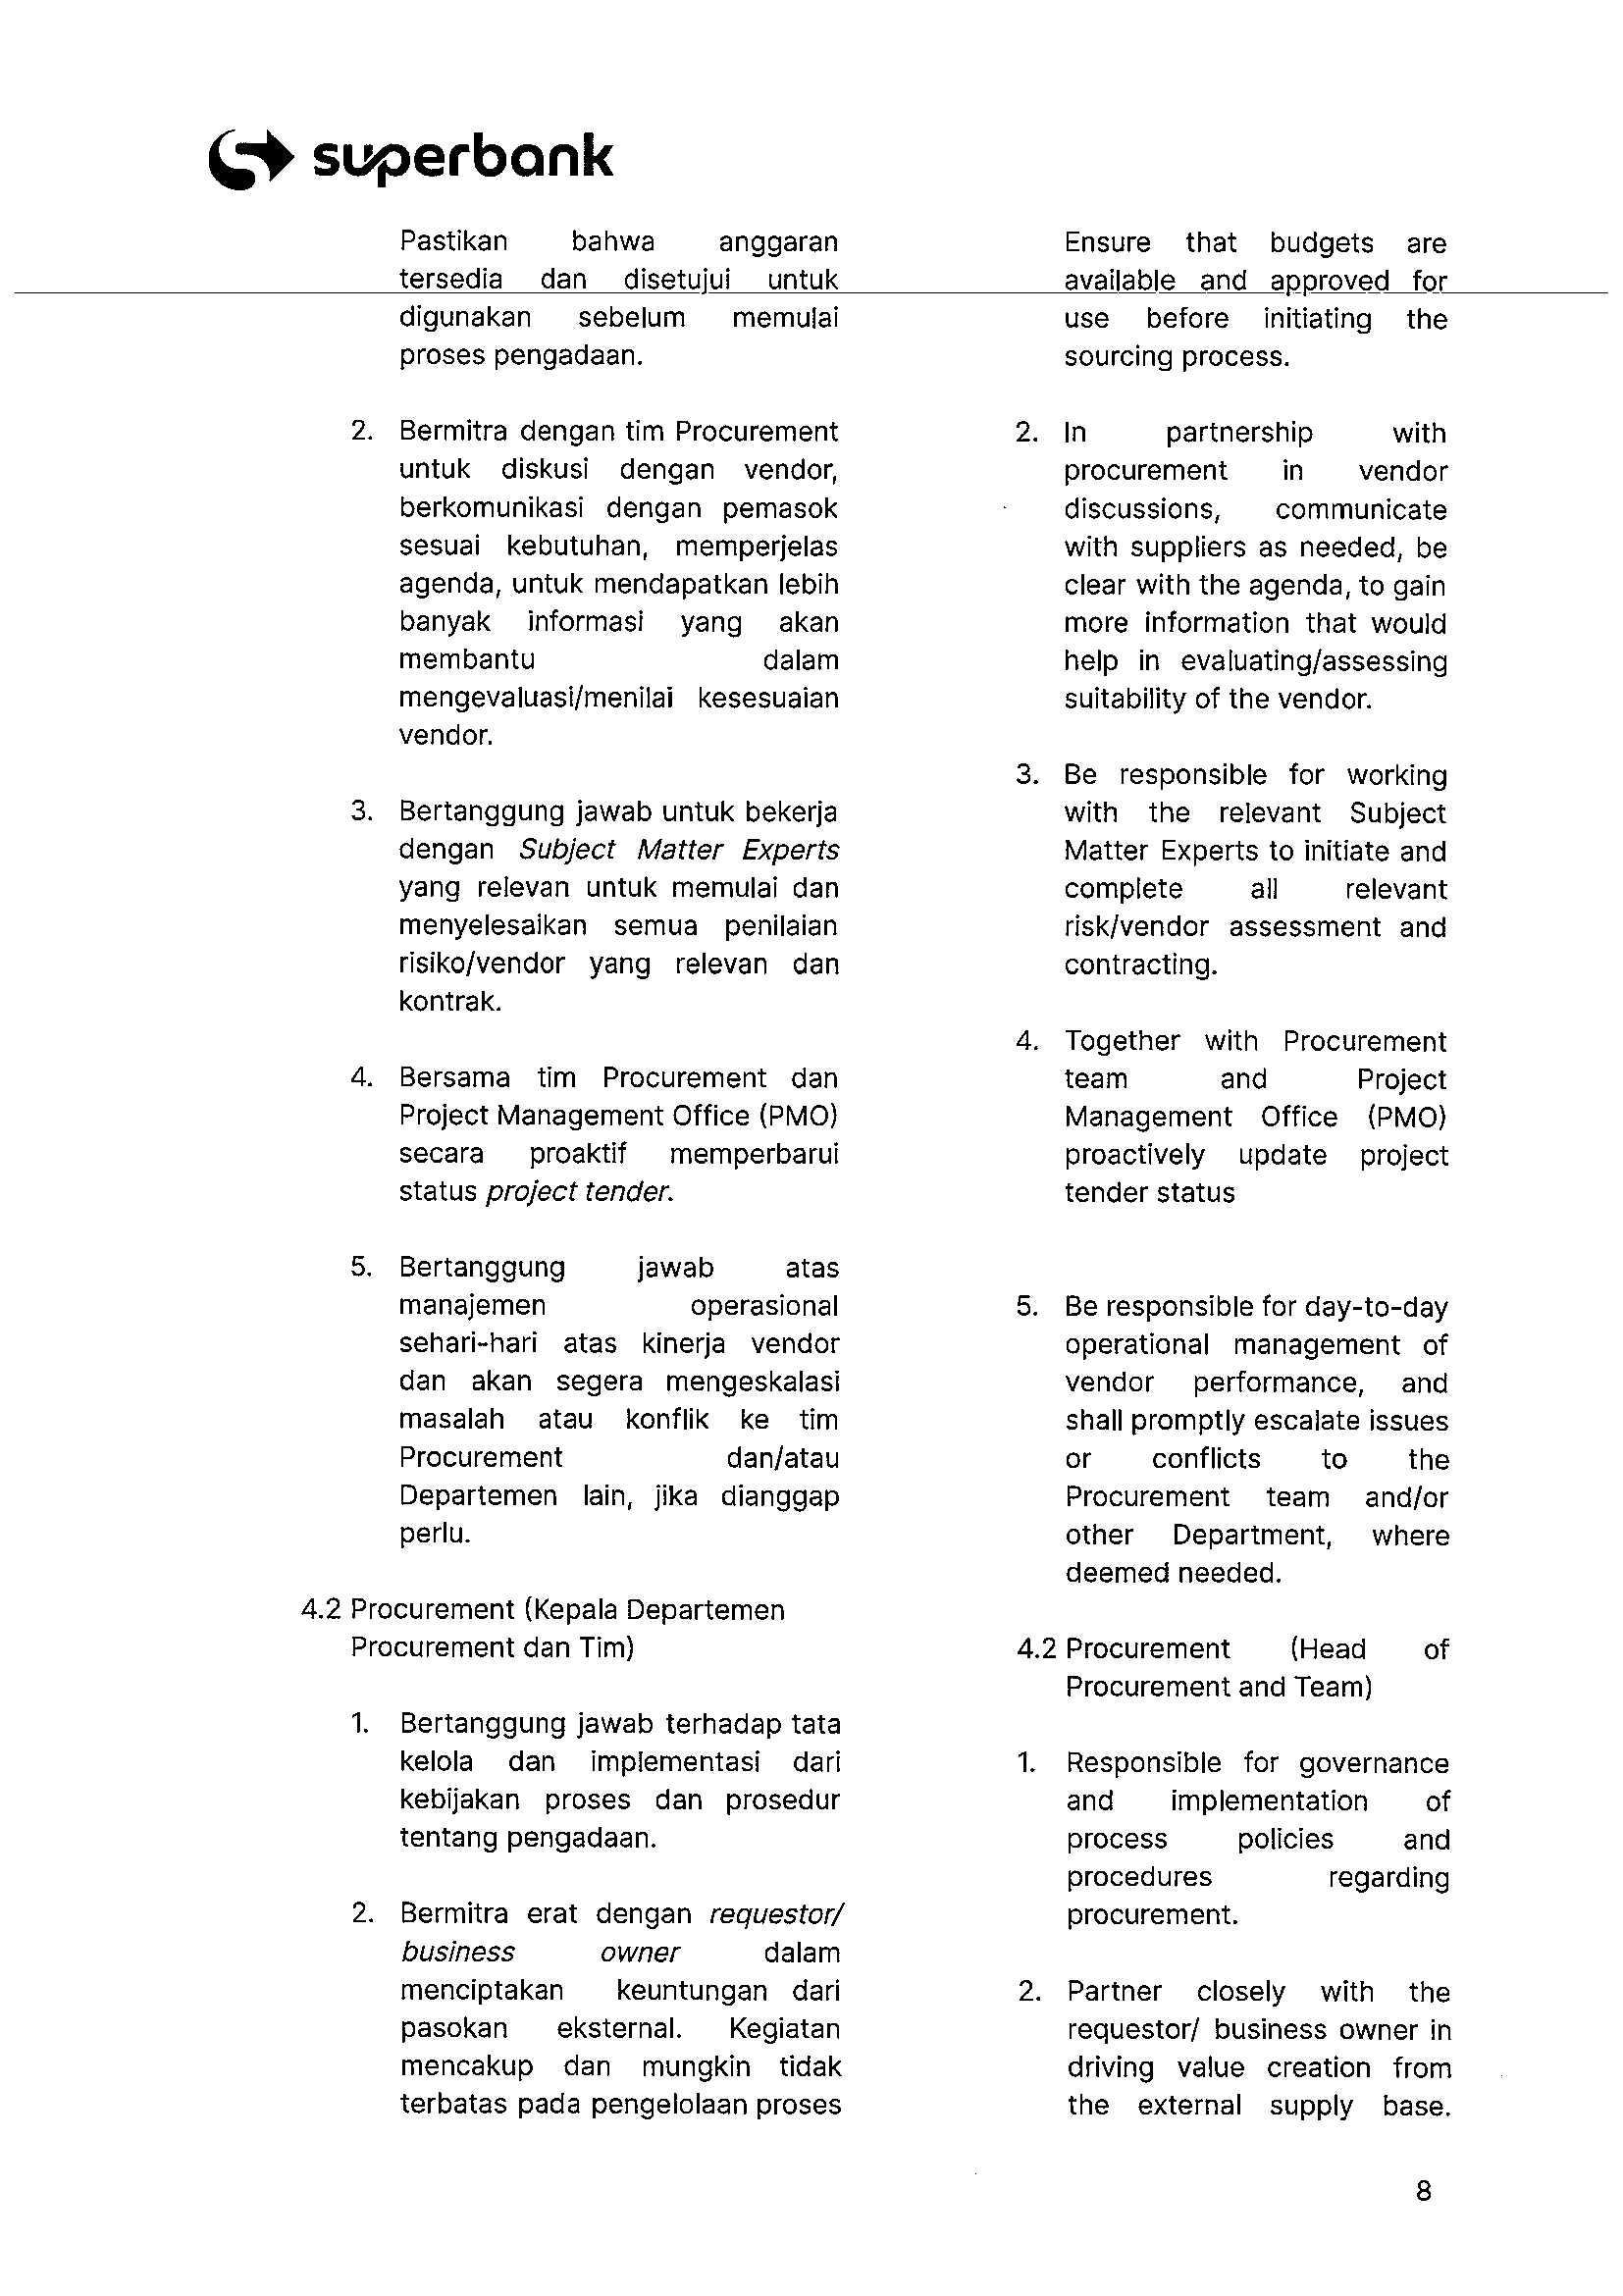 superbank
Pastikan bahwa anggaran
tersedia dan disetujui untuk
digunakan sebelum memulai
proses pengadaan.
2. Bermitra dengan tim Procurement
untuk diskusi dengan vendor,
berkomunikasi dengan pemasok
sesuai kebutuhan, memperjelas
agenda, untuk mendapatkan lebih
banyak informasi yang akan
membantu dalam
mengevaluasi/menilai kesesuaian
vendor.
3. Bertanggung jawab untuk bekerja
dengan Subject Matter Experts
yang relevan untuk memulai dan
menyelesaikan semua penilaian
risiko/vendor yang relevan dan
kontrak.
4. Bersama tim Procurement dan
Project Management Office (PMO)
secara proaktif memperbarui
status project tender.
5. Bertanggung jawab atas
manajemen operasional
sehari-hari atas kinerja vendor
dan akan segera mengeskalasi
masalah atau konflik ke tim
Procurement dan/atau
Departemen lain, jika dianggap
perlu.
4.2 Procurement (Kepala Departemen
Procurement dan Tim)
1. Bertanggung jawab terhadap tata
kelola dan implementasi dari
kebijakan proses dan prosedur
tentang pengadaan.
2. Bermitra erat dengan requestor/
business owner dalam
menciptakan keuntungan dari
pasokan eksternal. Kegiatan
mencakup dan mungkin tidak
terbatas pada pengelolaan proses
Ensure that budgets are
available and approved for
use before initiating the
sourcing process.
2. In partnership with
procurement in vendor
discussions, communicate
with suppliers as needed, be
clear with the agenda, to gain
more information that would
help in evaluating/assessing
suitability of the vendor.
3. Be responsible for working
with the relevant Subject
Matter Experts to initiate and
complete all relevant
risk/vendor assessment and
contracting.
4. Together with Procurement
team and Project
Management Office (PMO)
proactively update project
tender status
5. Be responsible for day-to-day
operational management of
vendor performance, and
shall promptly escalate issues
or conflicts to the
Procurement team and/or
other Department, where
deemed needed.
4.2 Procurement (Head of
Procurement and Team)
1. Responsible for governance
and implementation of
process policies and
procedures regarding
procurement.
2. Partner closely with the
requestor/ business owner in
driving value creation from
the external supply base.
8